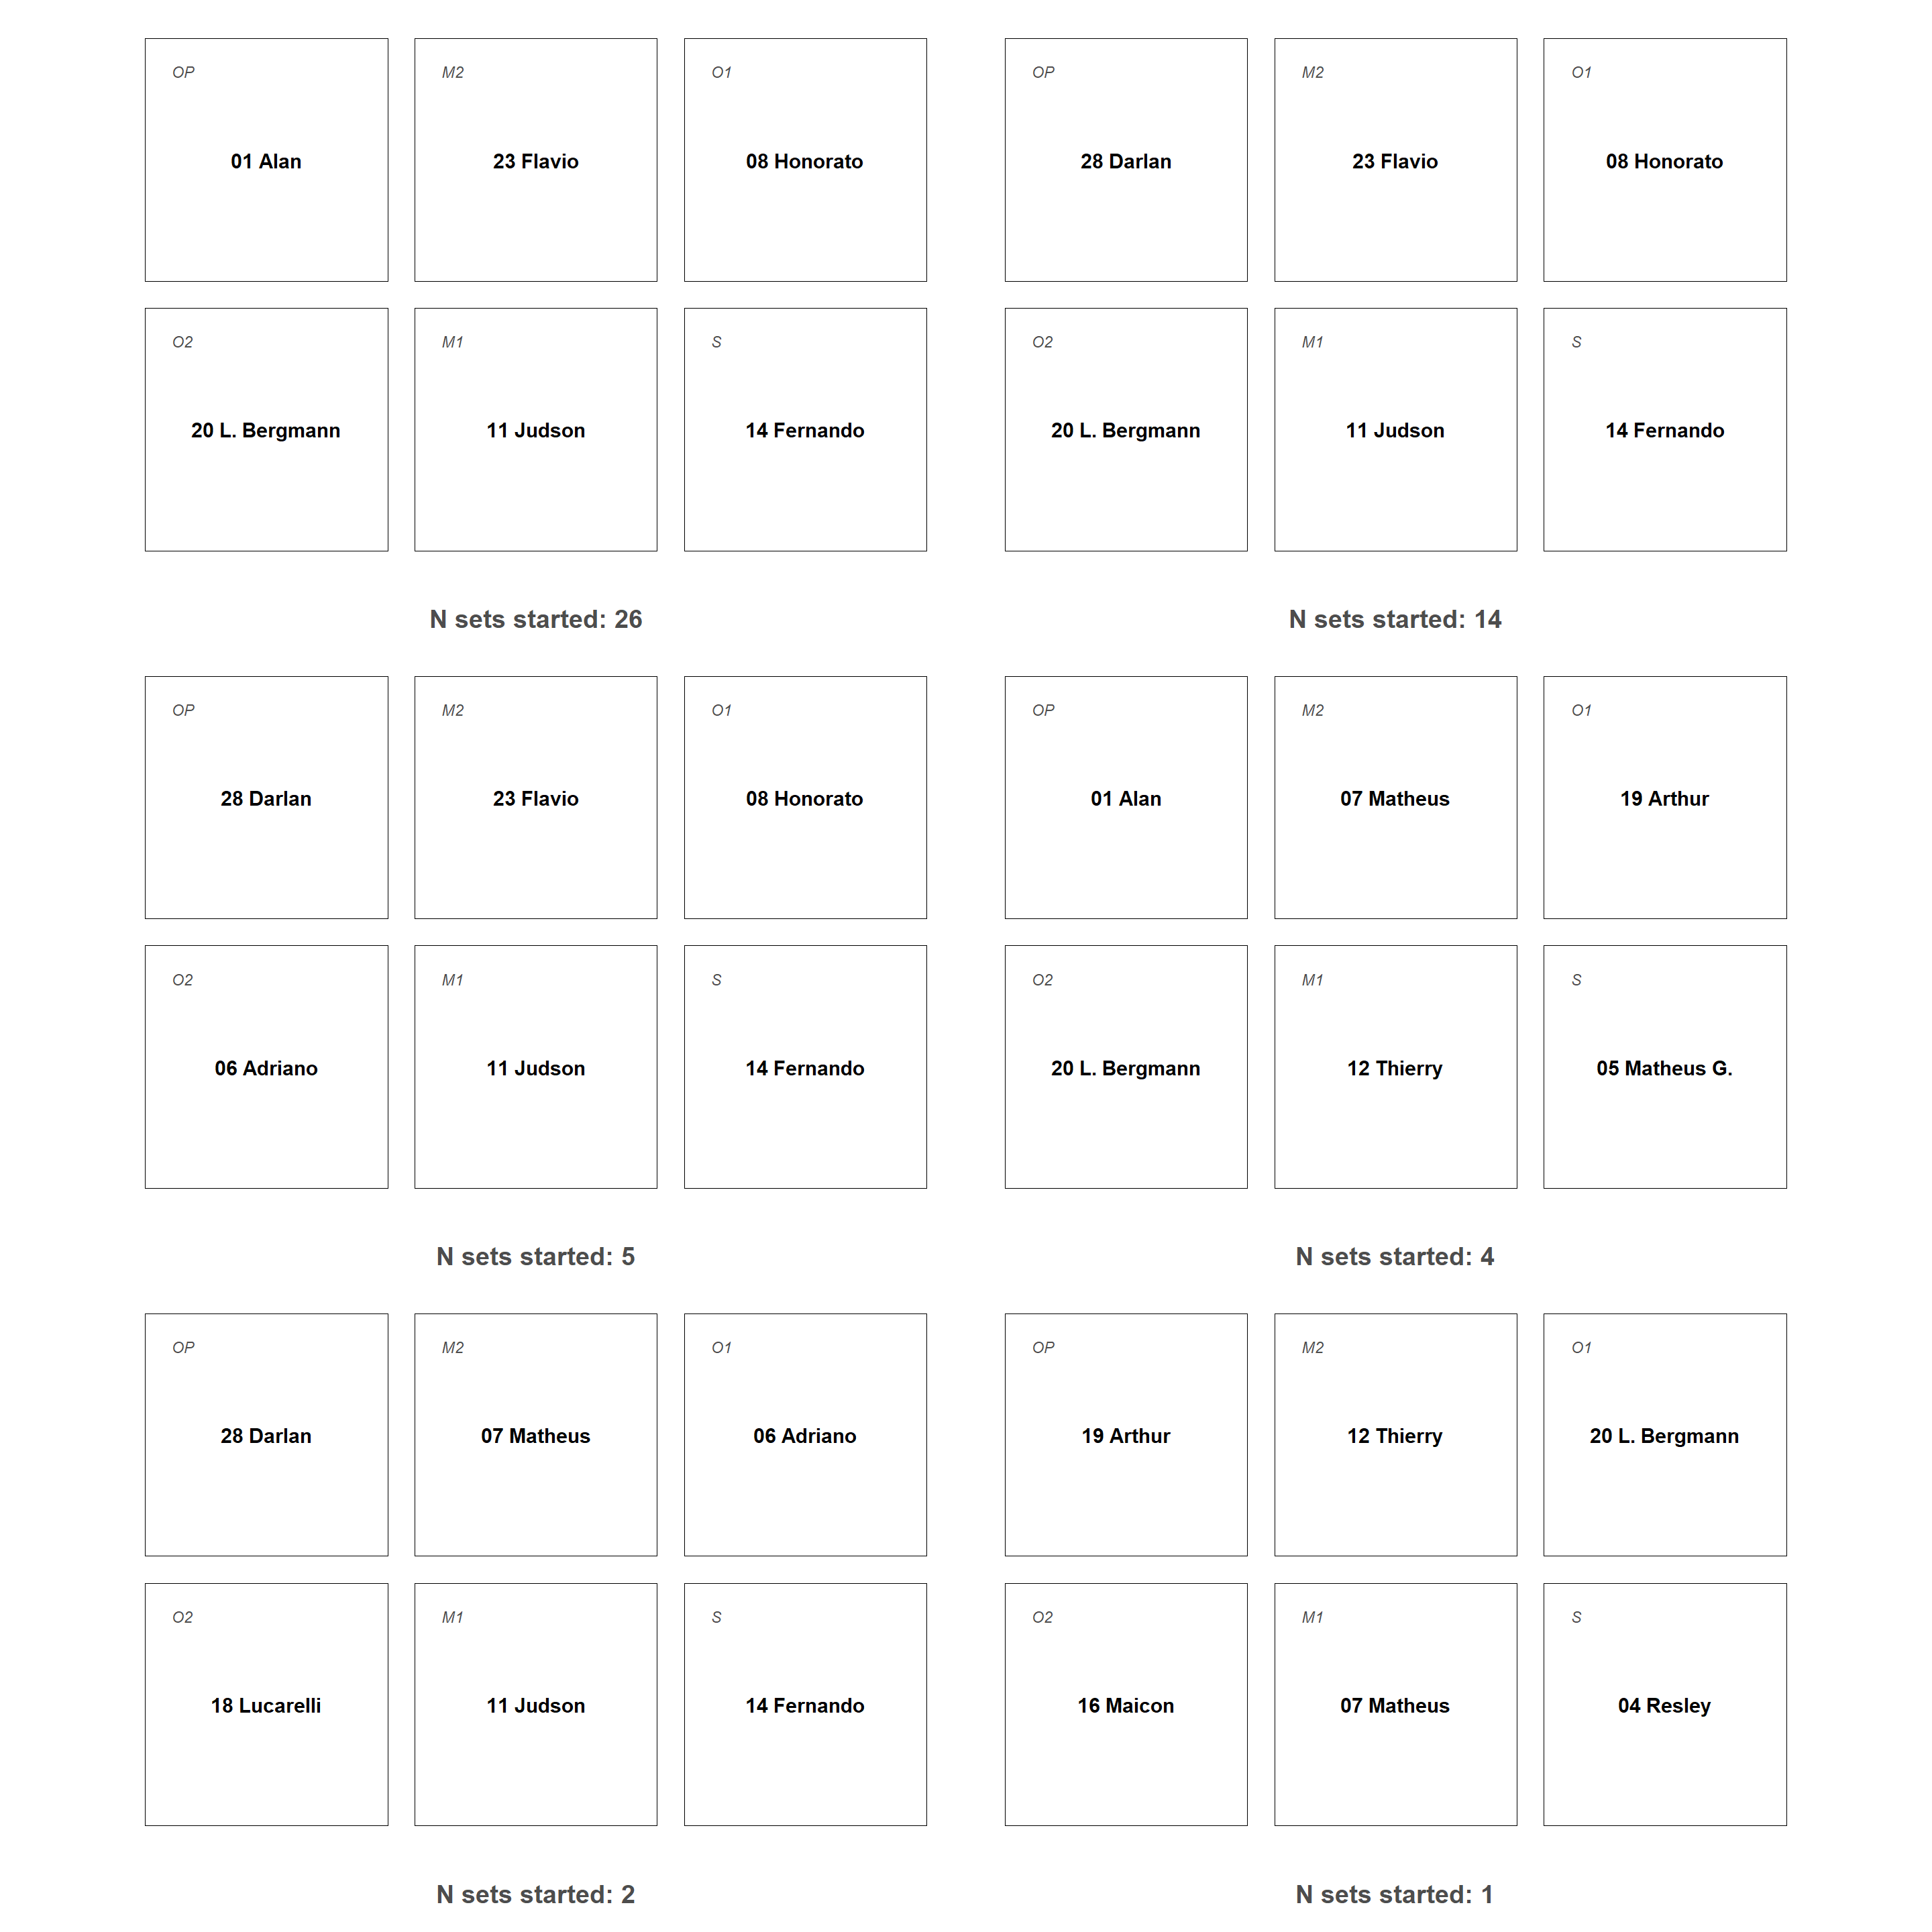 OP M2 O1
01 Alan 23 Flavio 08 Honorato
O2 M1 S
20 L. Bergmann 11 Judson 14 Fernando
N sets started: 26
OP M2 O1
28 Darlan 23 Flavio 08 Honorato
O2 M1 S
20 L. Bergmann 11 Judson 14 Fernando
N sets started: 14
OP M2 O1
28 Darlan 23 Flavio 08 Honorato
O2 M1 S
06 Adriano 11 Judson 14 Fernando
N sets started: 5
OP M2 O1
01 Alan 07 Matheus 19 Arthur
O2 M1 S
20 L. Bergmann 12 Thierry 05 Matheus G.
N sets started: 4
OP M2 O1
28 Darlan 07 Matheus 06 Adriano
O2 M1 S
18 Lucarelli 11 Judson 14 Fernando
N sets started: 2
OP M2 O1
19 Arthur 12 Thierry 20 L. Bergmann
O2 M1 S
16 Maicon 07 Matheus 04 Resley
N sets started: 1